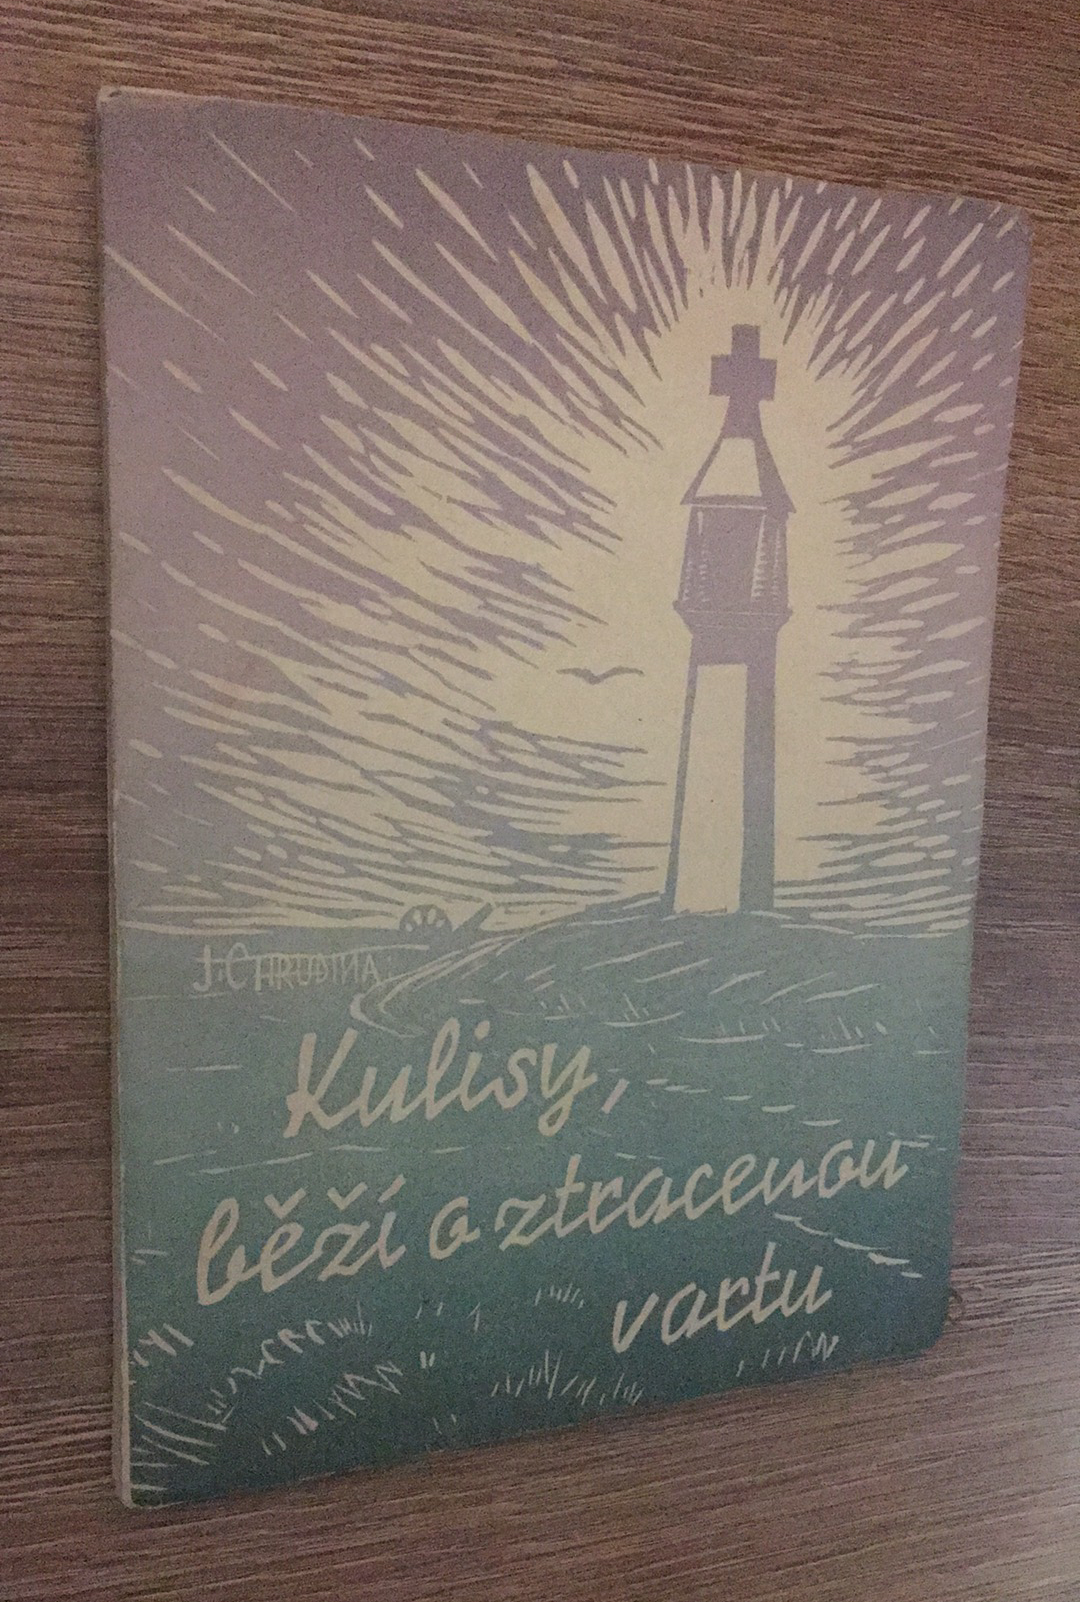 J. CHRUDINA
Kulisy,
běží o ztracenou
vartu